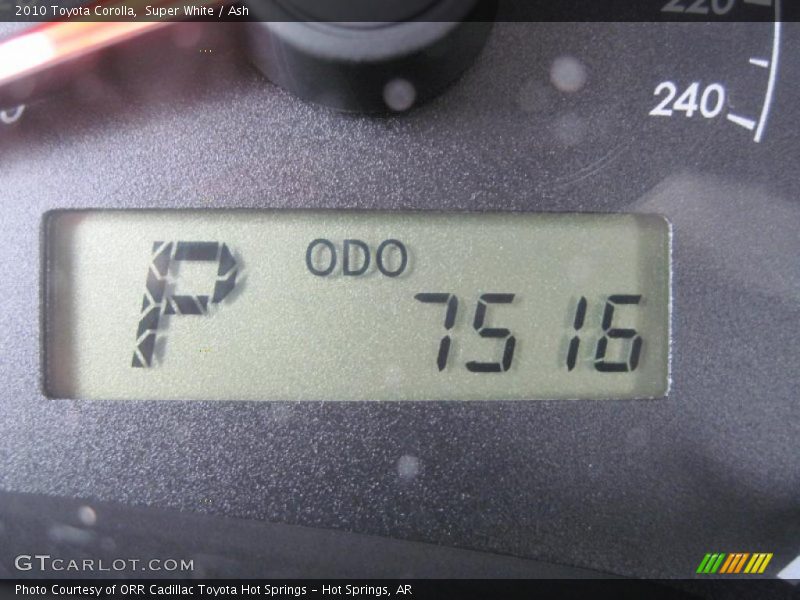 2010 Toyota Corolla, Super White / Ash
220
240
P
ODO
7516
GTCARLOT.COM
Photo Courtesy of ORR Cadillac Toyota Hot Springs – Hot Springs, AR